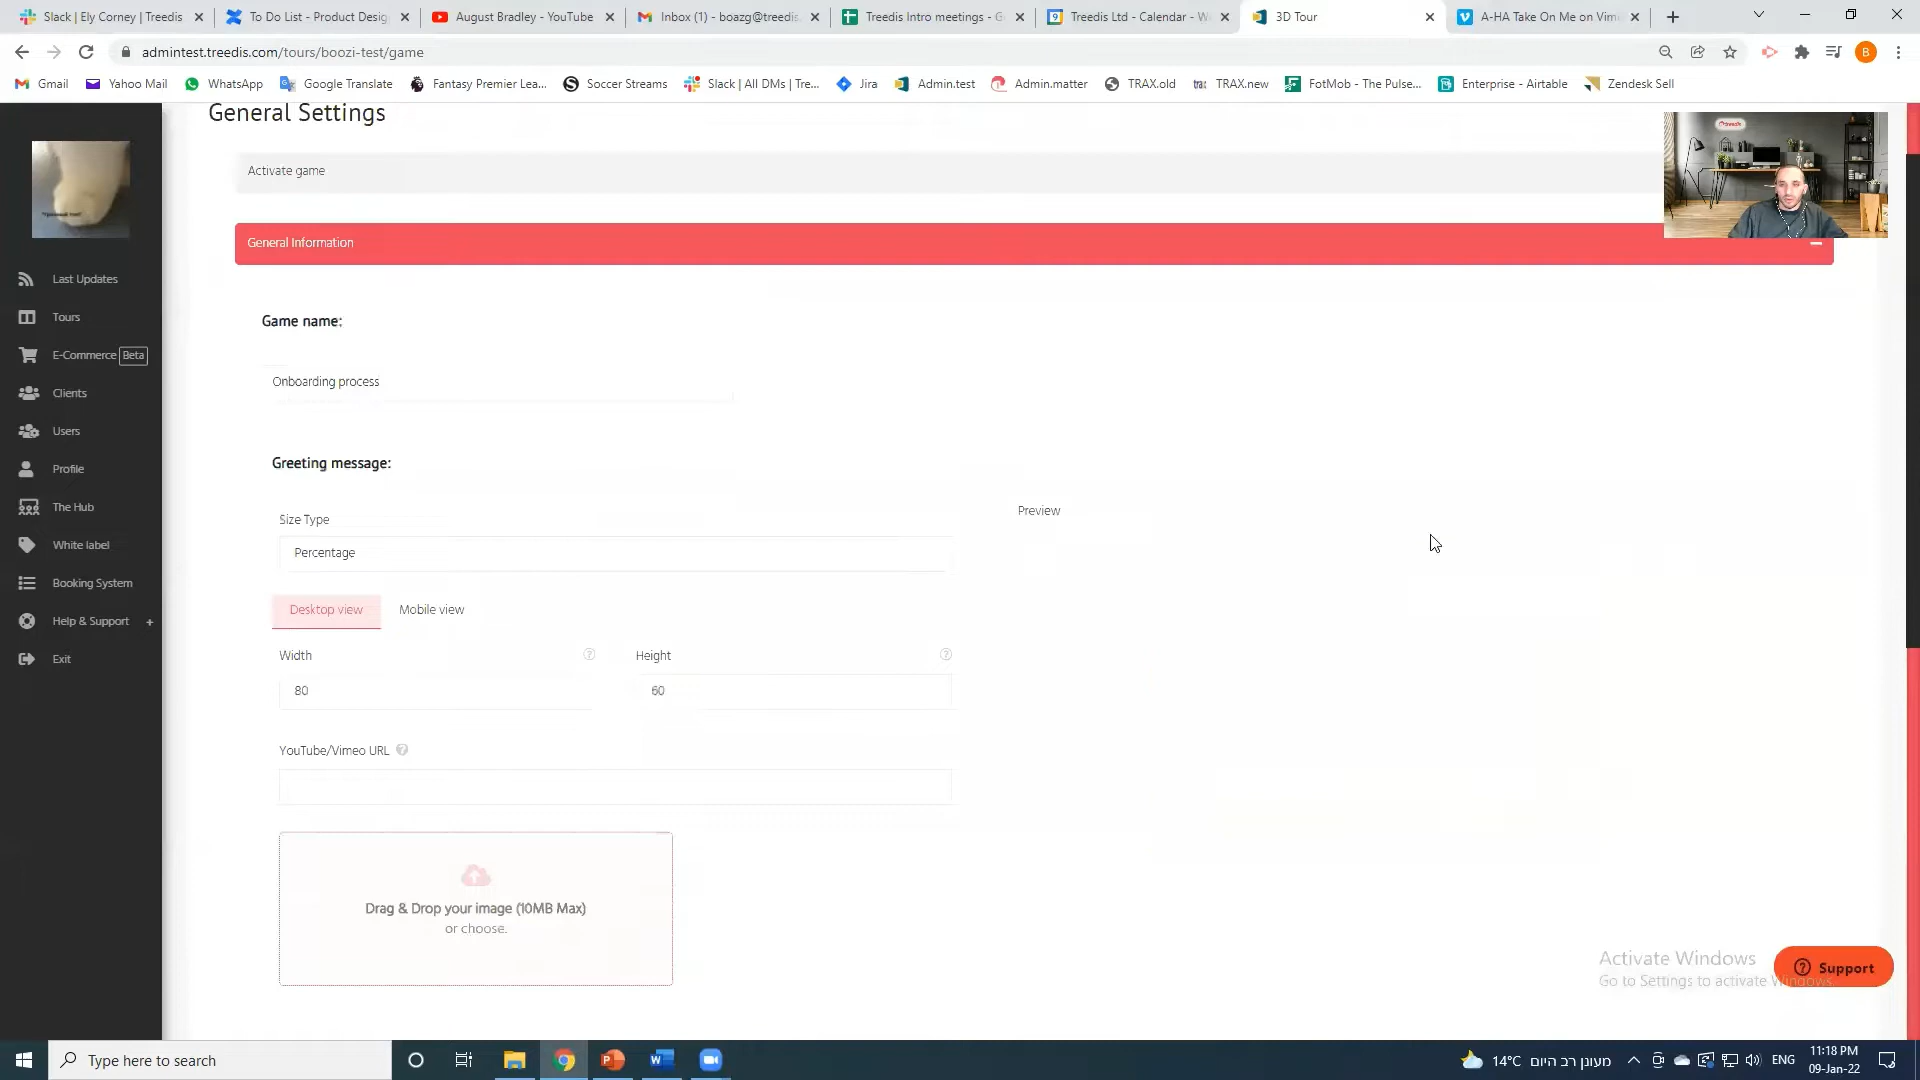 Slack | Ely Corney | Treedis
To Do List - Product Desig
August Bradley - YouTube
Inbox (1) - boazg@treedis.
Treedis Intro meetings - G
Treedis Ltd - Calendar - W
3D Tour
A-HA Take On Me on Vim
admintest.treedis.com/tours/boozi-test/game
B
Gmail
Yahoo Mail
WhatsApp
Google Translate
Fantasy Premier Lea...
Soccer Streams
Slack | All DMs | Tre...
Jira
Admin.test
Admin.matter
TRAX.old
TRAX.new
FotMob - The Pulse...
Enterprise - Airtable
Zendesk Sell
General Settings
Activate game
General Information
Last Updates
Tours
E-Commerce Beta
Clients
Users
Profile
The Hub
White label
Booking System
Help & Support +
Exit
Game name:
Onboarding process
Greeting message:
Size Type
Percentage
Preview
Desktop view
Mobile view
Width
Height
80
60
YouTube/Vimeo URL
Drag & Drop your image (10MB Max)
or choose.
Activate Windows
Go to Settings to activate Windows.
Support
Type here to search
14°C
מעונן רב היום
ENG
11:18 PM
09-Jan-22